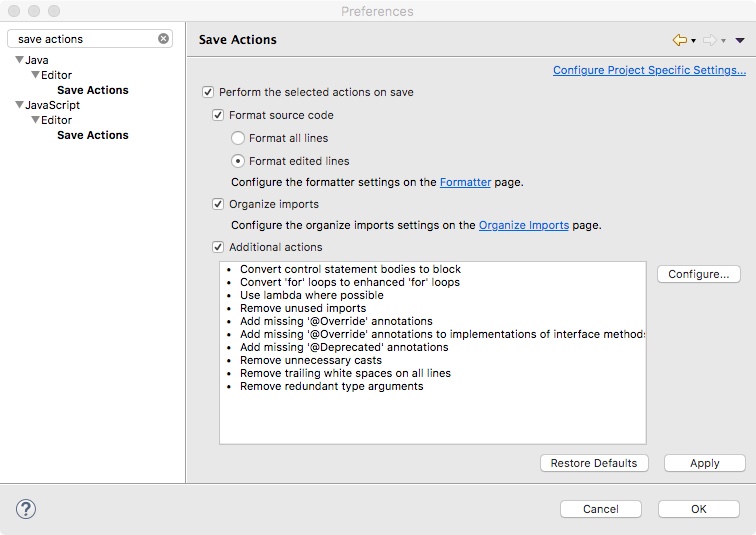 Preferences
save actions
Save Actions
Java
Editor
Save Actions
JavaScript
Editor
Save Actions
Configure Project Specific Settings...
Perform the selected actions on save
Format source code
Format all lines
Format edited lines
Configure the formatter settings on the Formatter page.
Organize imports
Configure the organize imports settings on the Organize Imports page.
Additional actions
• Convert control statement bodies to block
• Convert 'for' loops to enhanced 'for' loops
• Use lambda where possible
• Remove unused imports
• Add missing '@Override' annotations
• Add missing '@Override' annotations to implementations of interface methods
• Add missing '@Deprecated' annotations
• Remove unnecessary casts
• Remove trailing white spaces on all lines
• Remove redundant type arguments
Configure...
Restore Defaults
Apply
?
Cancel
OK